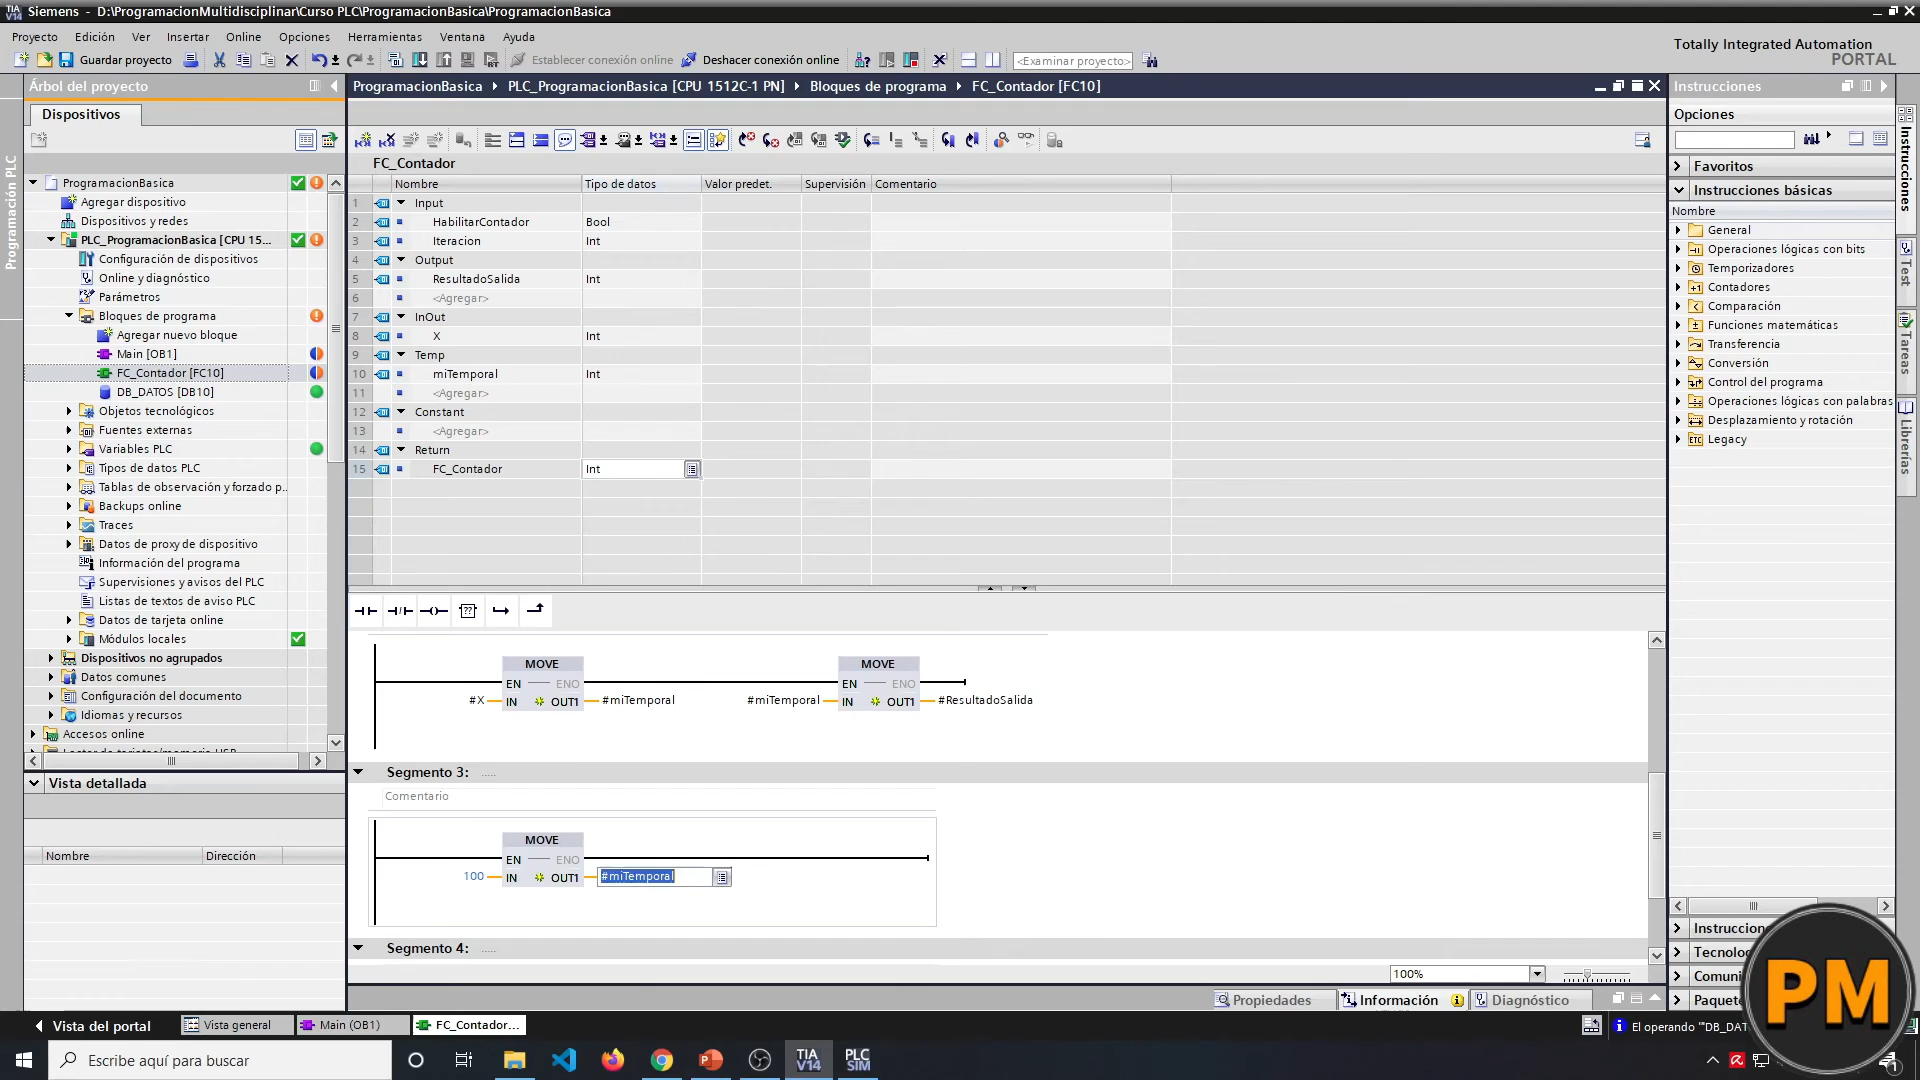 Siemens - D:\ProgramacionMultidisciplinar\Curso PLC\ProgramacionBasica\ProgramacionBasica
Proyecto Edición Ver Insertar Online Opciones Herramientas Ventana Ayuda
Guardar proyecto Establecer conexión online Deshacer conexión online <Examinar proyecto>
Totally Integrated Automation
PORTAL
Árbol del proyecto
Dispositivos
Programación PLC
ProgramacionBasica
Agregar dispositivo
Dispositivos y redes
PLC_ProgramacionBasica [CPU 15...
Configuración de dispositivos
Online y diagnóstico
Parámetros
Bloques de programa
Agregar nuevo bloque
Main [OB1]
FC_Contador [FC10]
DB_DATOS [DB10]
Objetos tecnológicos
Fuentes externas
Variables PLC
Tipos de datos PLC
Tablas de observación y forzado p..
Backups online
Traces
Datos de proxy de dispositivo
Información del programa
Supervisiones y avisos del PLC
Listas de textos de aviso PLC
Datos de tarjeta online
Módulos locales
Dispositivos no agrupados
Datos comunes
Configuración del documento
Idiomas y recursos
Accesos online
Vista detallada
Nombre Dirección
ProgramacionBasica PLC_ProgramacionBasica [CPU 1512C-1 PN] Bloques de programa FC_Contador [FC10]
FC_Contador
Nombre Tipo de datos Valor predet. Supervisión Comentario
1 Input
2 HabilitarContador Bool
3 Iteracion Int
4 Output
5 ResultadoSalida Int
6 <Agregar>
7 InOut
8 X Int
9 Temp
10 miTemporal Int
11 <Agregar>
12 Constant
13 <Agregar>
14 Return
15 FC_Contador Int
MOVE MOVE
EN ENO EN ENO
#X IN OUT1 #miTemporal #miTemporal IN OUT1 #ResultadoSalida
Segmento 3: .....
Comentario
MOVE
EN ENO
100 IN OUT1 #miTemporal
Segmento 4: .....
100%
Propiedades Información Diagnóstico
Instrucciones
Opciones
Favoritos
Instrucciones básicas
Nombre
General
Operaciones lógicas con bits
Temporizadores
Contadores
Comparación
Funciones matemáticas
Transferencia
Conversión
Control del programa
Operaciones lógicas con palabras
Desplazamiento y rotación
Legacy
Instruccion
Tecnolo
Comuni
Paquete
Instrucciones
Test
Tareas
Librerías
PM
Vista del portal Vista general Main (OB1) FC_Contador... El operando '"DB_DAT
Escribe aquí para buscar
TIA V14
PLC SIM